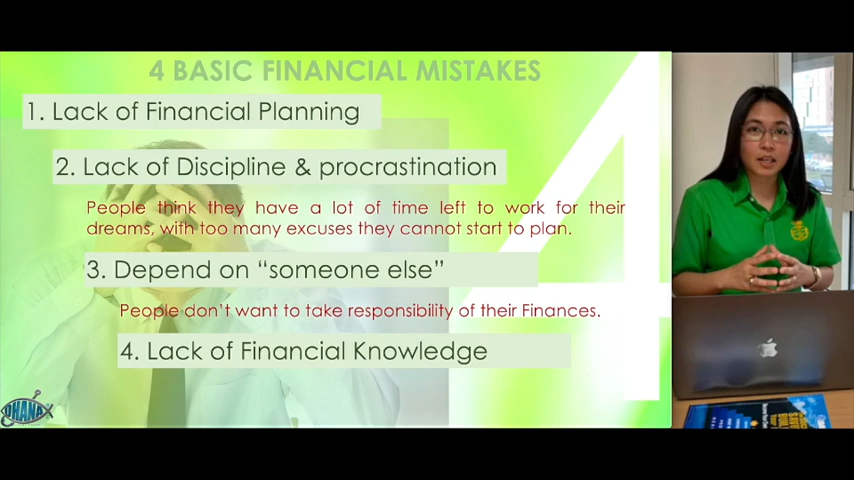 4 BASIC FINANCIAL MISTAKES
1. Lack of Financial Planning
2. Lack of Discipline & procrastination
People think they have a lot of time left to work for their
dreams, with too many excuses they cannot start to plan.
3. Depend on “someone else”
People don't want to take responsibility of their Finances.
4. Lack of Financial Knowledge
4
OHANAX